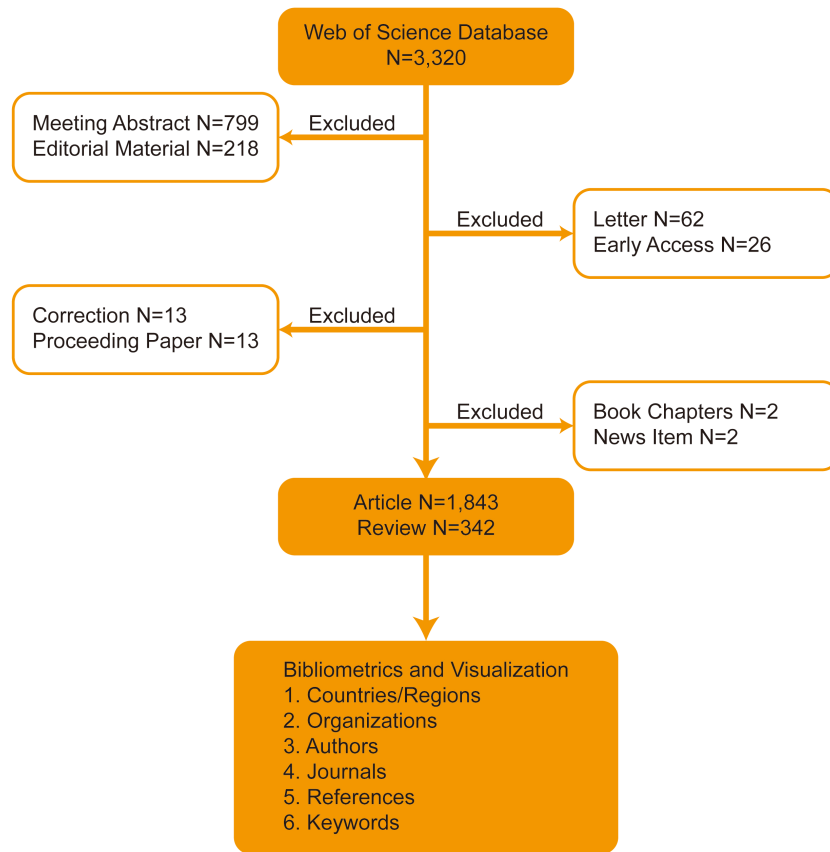 Web of Science Database
N=3,320
Meeting Abstract N=799
Editorial Material N=218
Excluded
Excluded
Letter N=62
Early Access N=26
Correction N=13
Proceeding Paper N=13
Excluded
Excluded
Book Chapters N=2
News Item N=2
Article N=1,843
Review N=342
Bibliometrics and Visualization
1. Countries/Regions
2. Organizations
3. Authors
4. Journals
5. References
6. Keywords